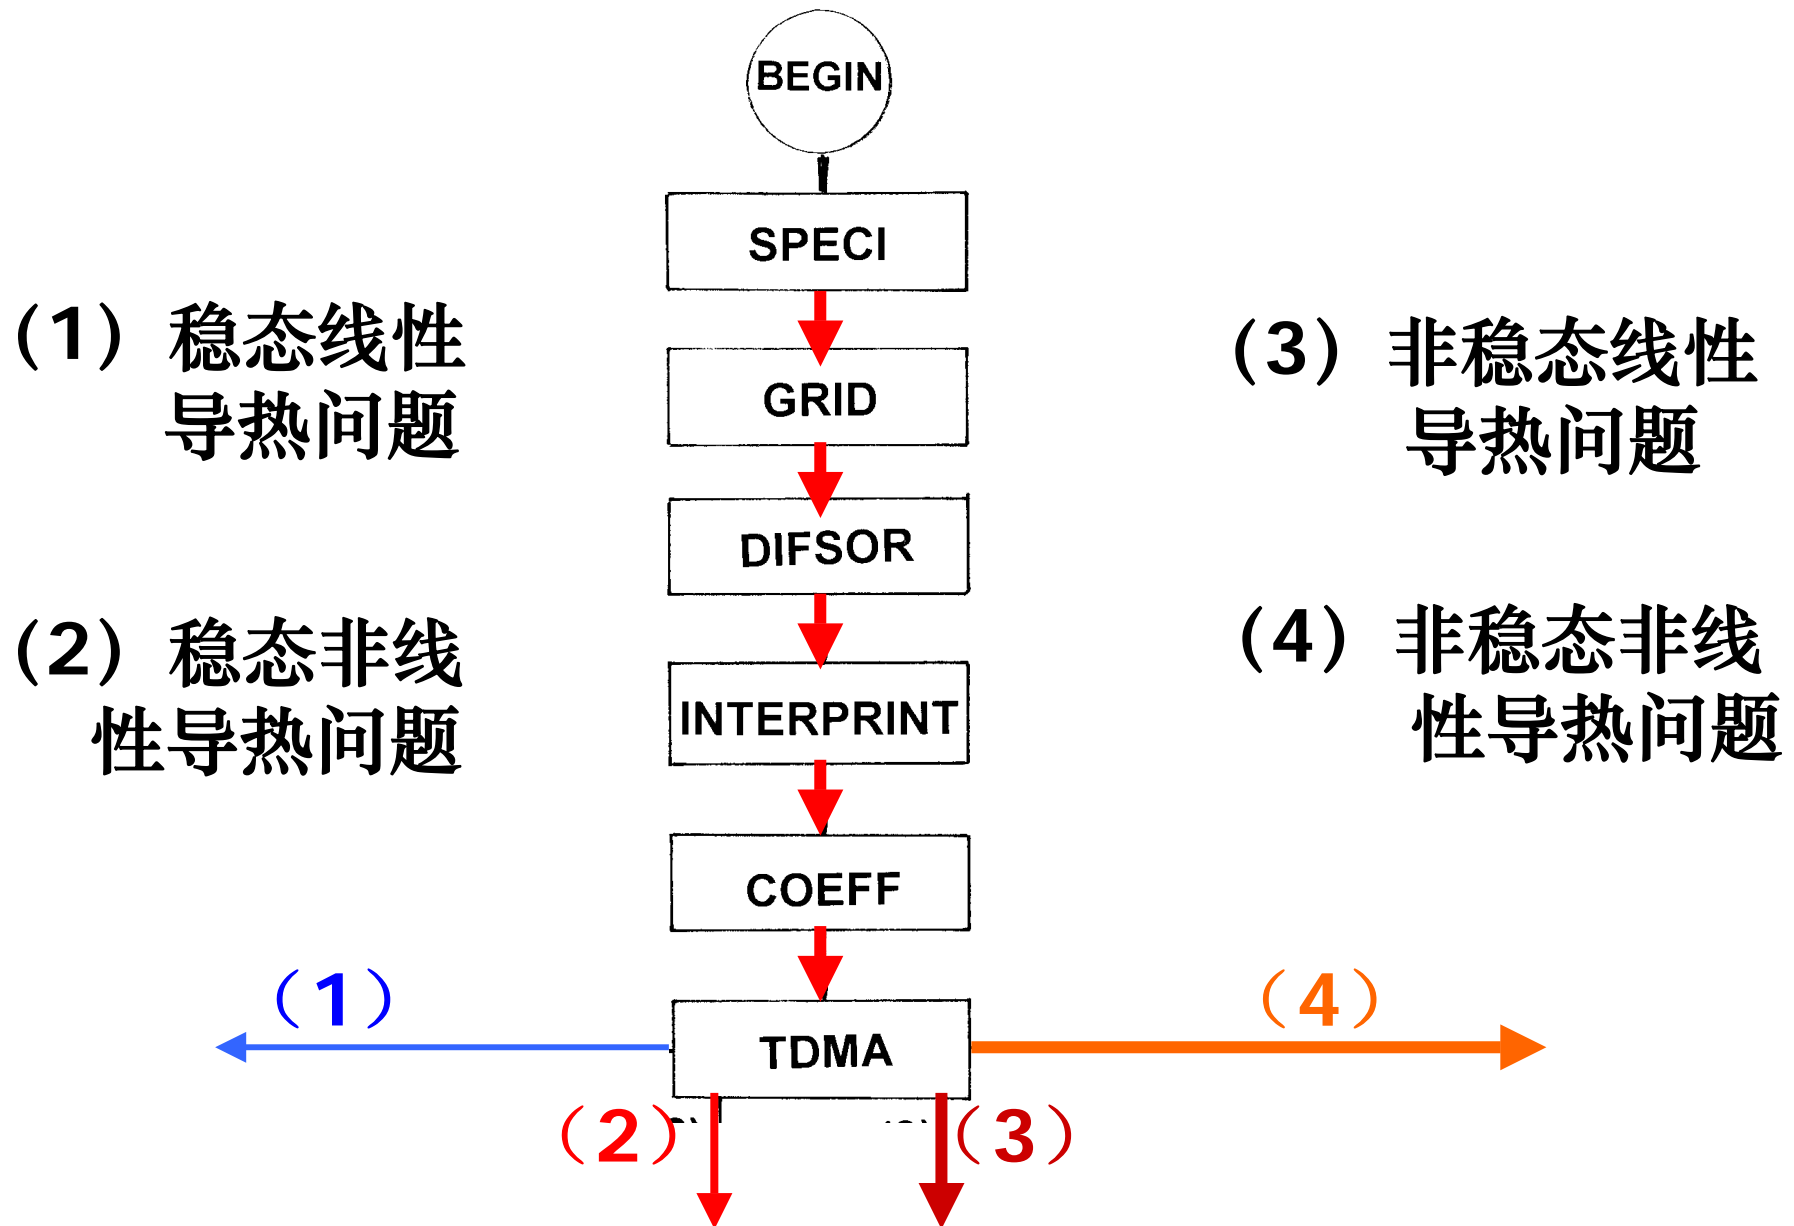 BEGIN
SPECI
GRID
DIFSOR
INTERPRINT
COEFF
TDMA
（1）稳态线性
导热问题
（2）稳态非线
性导热问题
（3）非稳态线性
导热问题
（4）非稳态非线
性导热问题
（1）
（4）
（2）
（3）